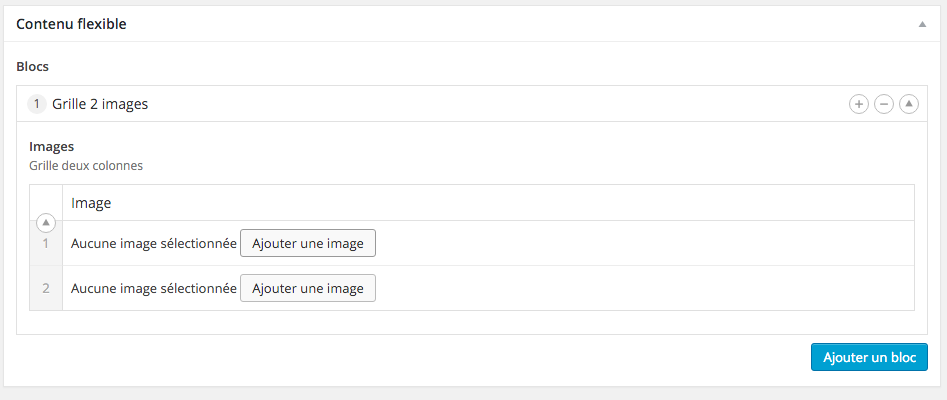 Contenu flexible
Blocs
1 Grille 2 images
Images
Grille deux colonnes
Image
1 Aucune image sélectionnée Ajouter une image
2 Aucune image sélectionnée Ajouter une image
Ajouter un bloc